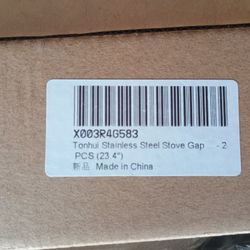 X003R4G583
Tonhui Stainless Steel Stove Gap - 2
PCS (23.4")
新品 Made in China